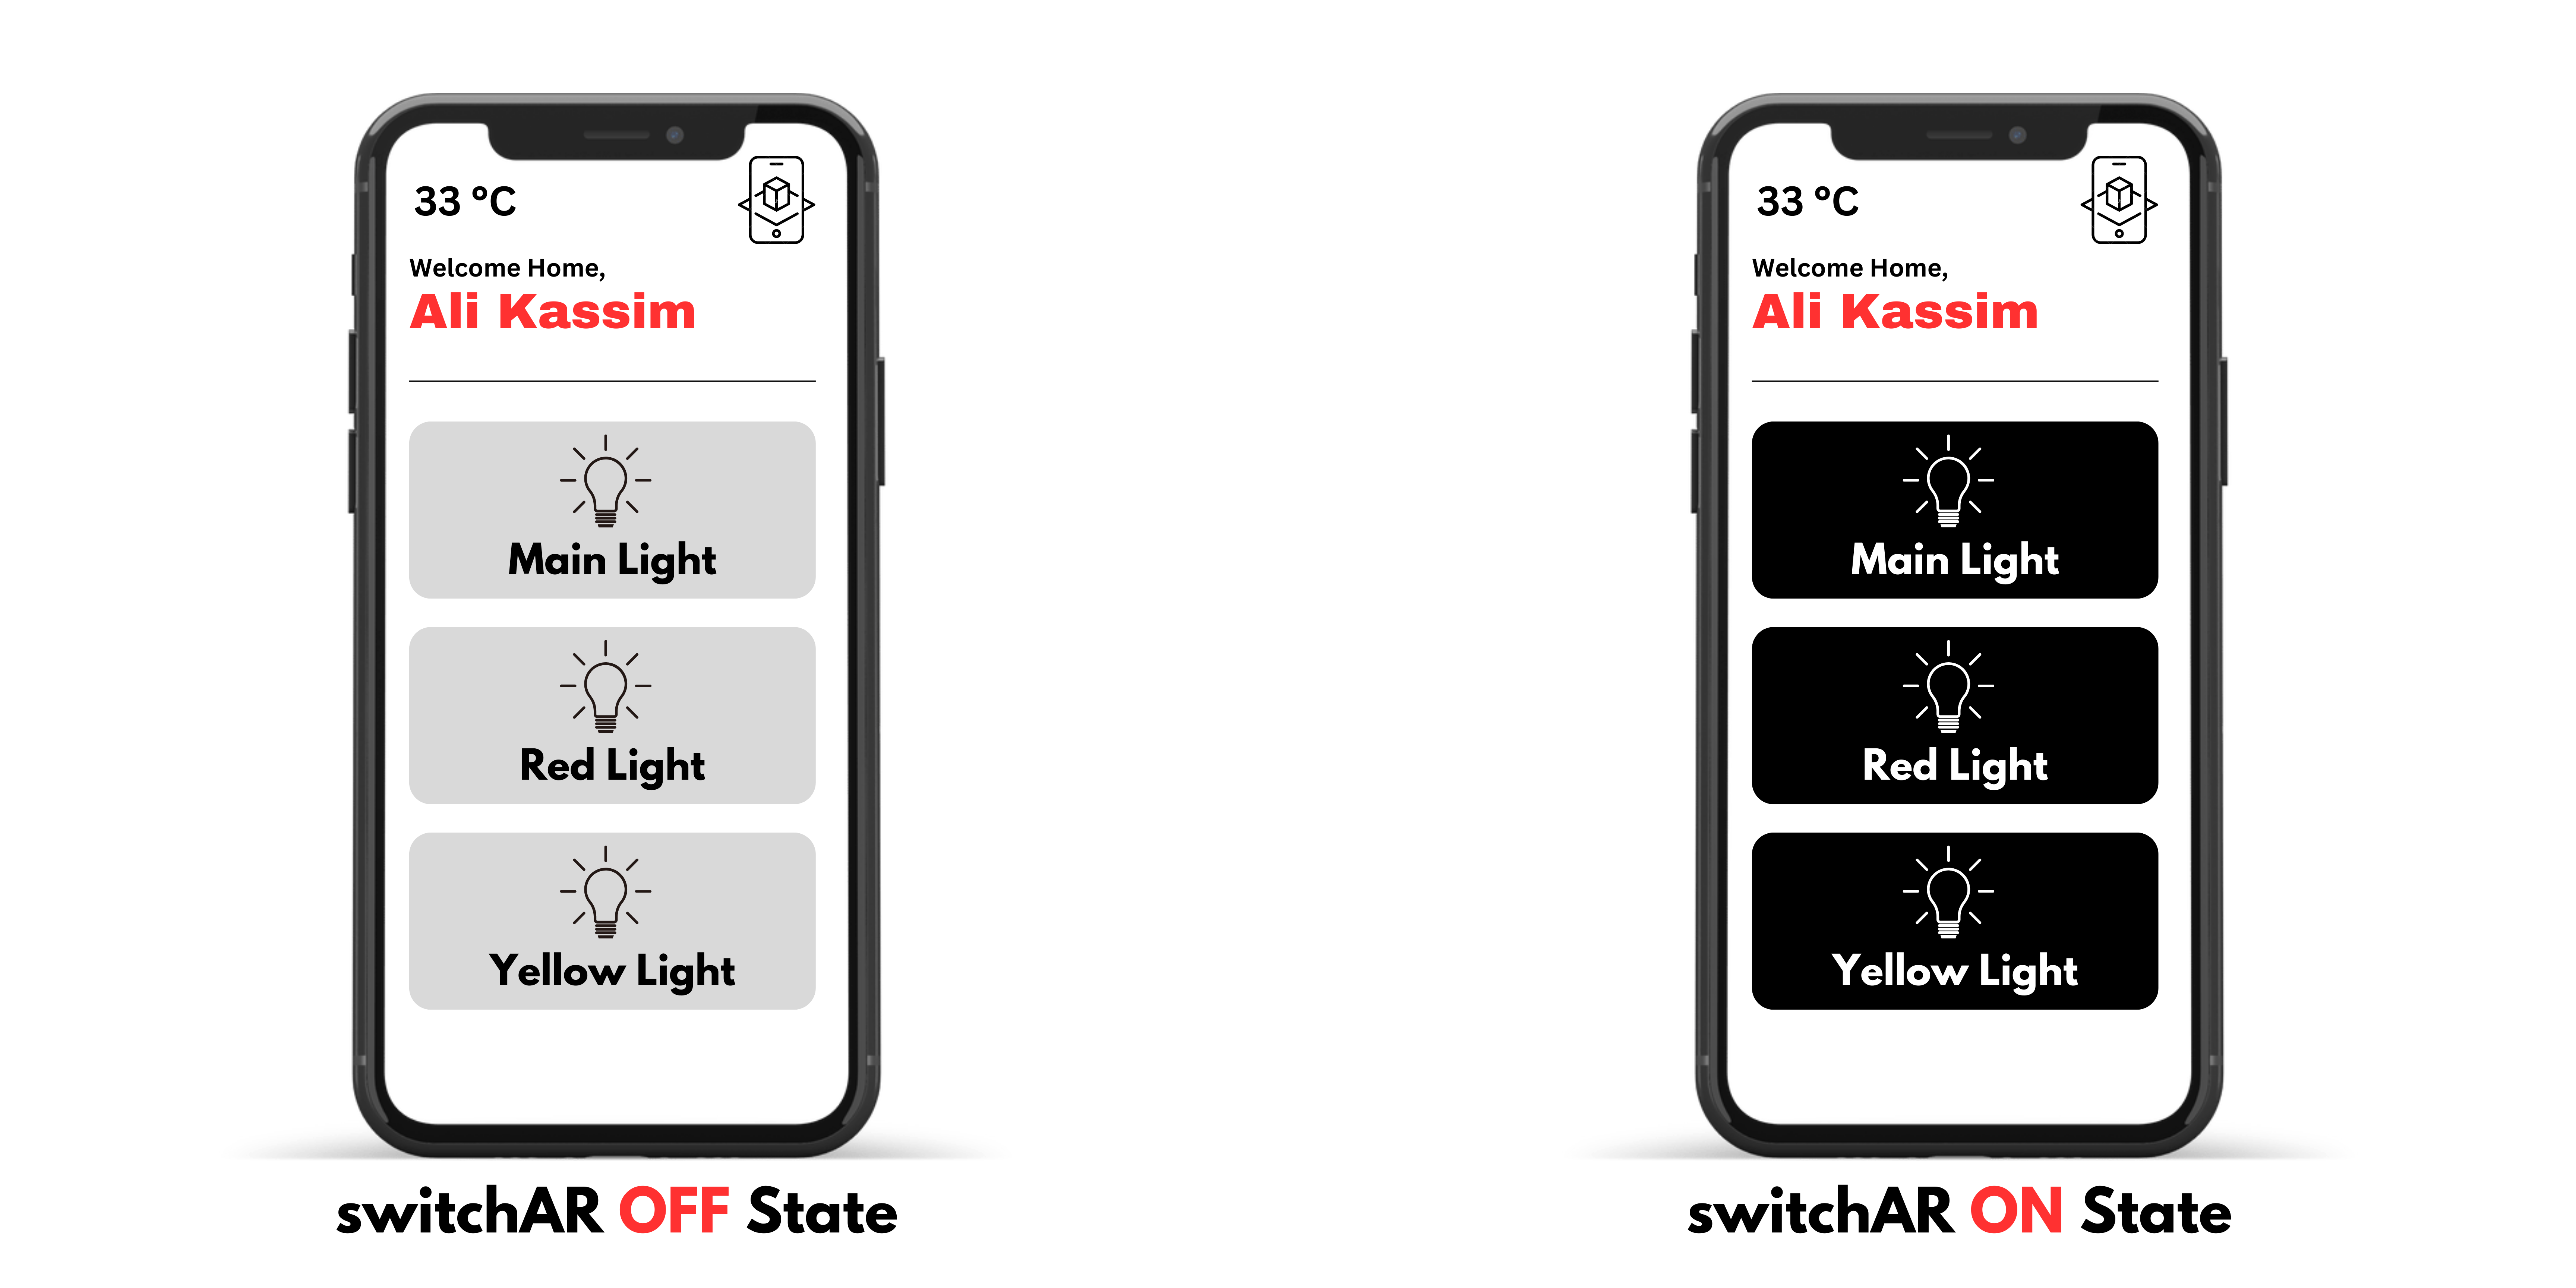 33 °C
Welcome Home,
Ali Kassim
Main Light
Red Light
Yellow Light
switchAR OFF State
33 °C
Welcome Home,
Ali Kassim
Main Light
Red Light
Yellow Light
switchAR ON State